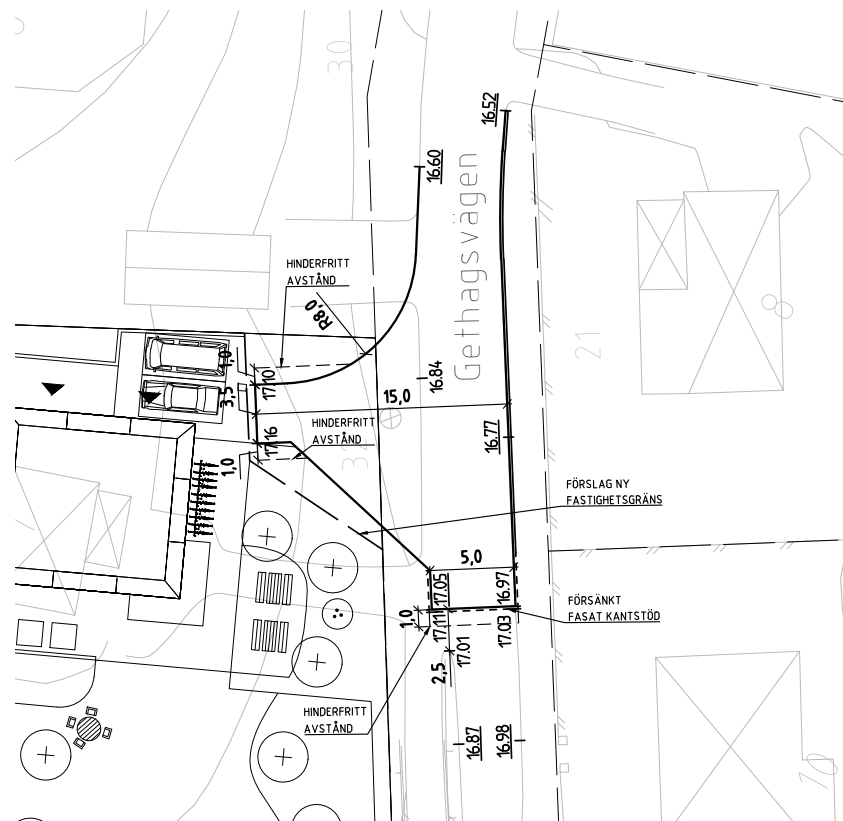 30
16.52
16.60
Gethagsvägen
HINDERFRITT
AVSTÅND
R8,0
8
21
1,0
17.10
16.84
3,5
15,0
HINDERFRITT
AVSTÅND
17.16
16.77
32
1,0
FÖRSLAG NY
FASTIGHETSGRÄNS
5,0
17.05
16.97
FÖRSÄNKT
FASAT KANTSTÖD
1,0
17.11
17.03
17.01
2,5
HINDERFRITT
AVSTÅND
16.87
16.98
10